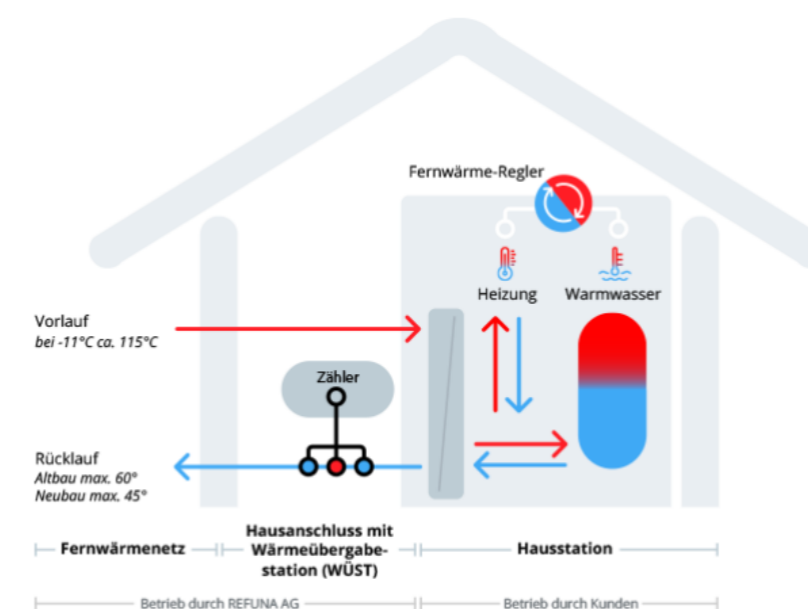 Fernwärme-Regler
Heizung
Warmwasser
Vorlauf
bei -11°C ca. 115°C
Zähler
Rücklauf
Altbau max. 60°
Neubau max. 45°
Fernwärmenetz
Hausanschluss mit
Wärmeübergabe-
station (WÜST)
Hausstation
Betrieb durch REFUNA AG
Betrieb durch Kunden